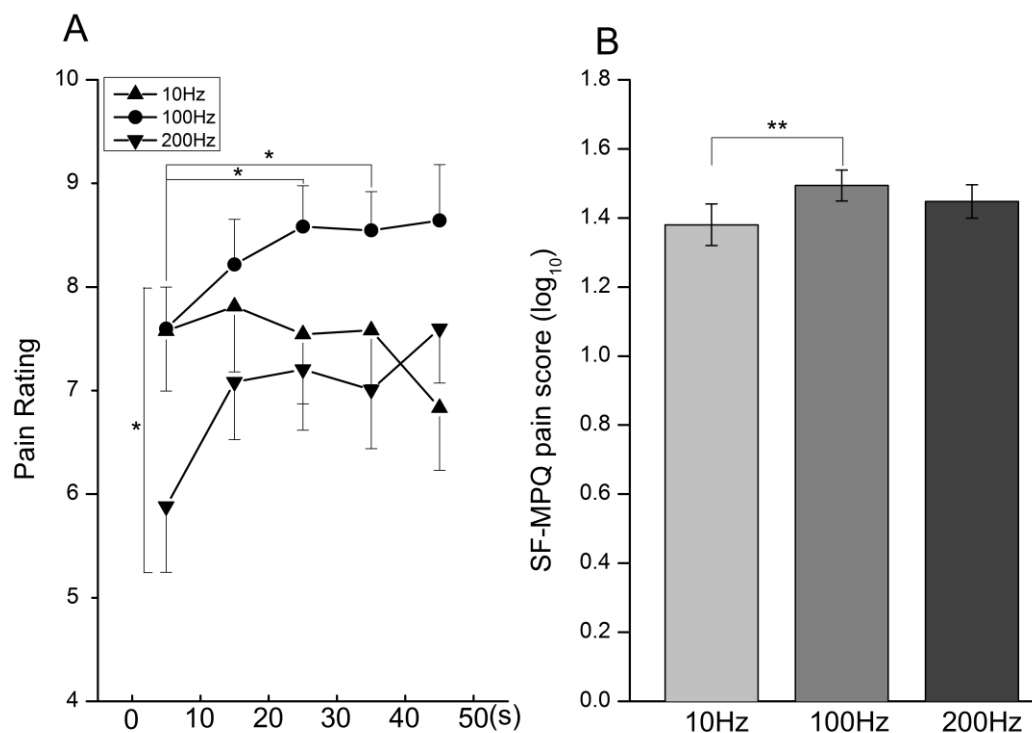 A
10Hz
100Hz
200Hz
*
*
*
10
9
8
7
6
5
4
Pain Rating
0 10 20 30 40 50(s)
B
**
1.8
1.6
1.4
1.2
1.0
0.8
0.6
0.4
0.2
0.0
SF-MPQ pain score (log10)
10Hz 100Hz 200Hz